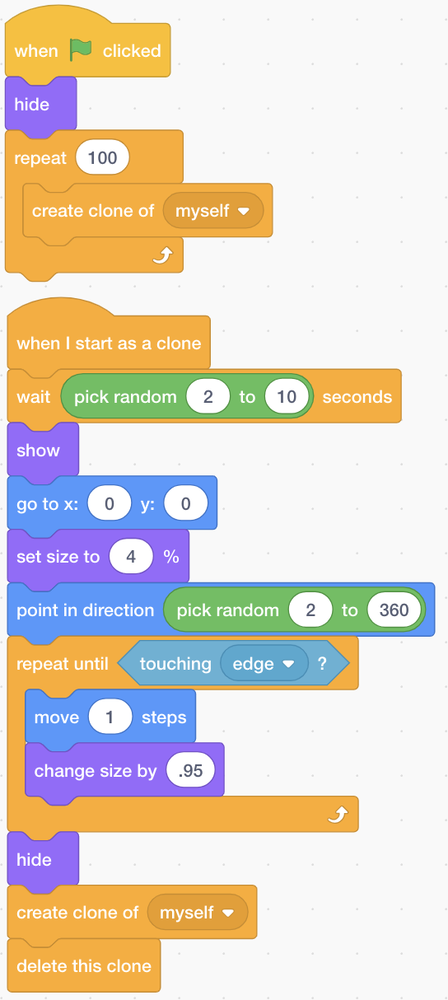 when clicked
hide
repeat 100
create clone of myself
when I start as a clone
wait pick random 2 to 10 seconds
show
go to x: 0 y: 0
set size to 4 %
point in direction pick random 2 to 360
repeat until touching edge ?
move 1 steps
change size by .95
hide
create clone of myself
delete this clone